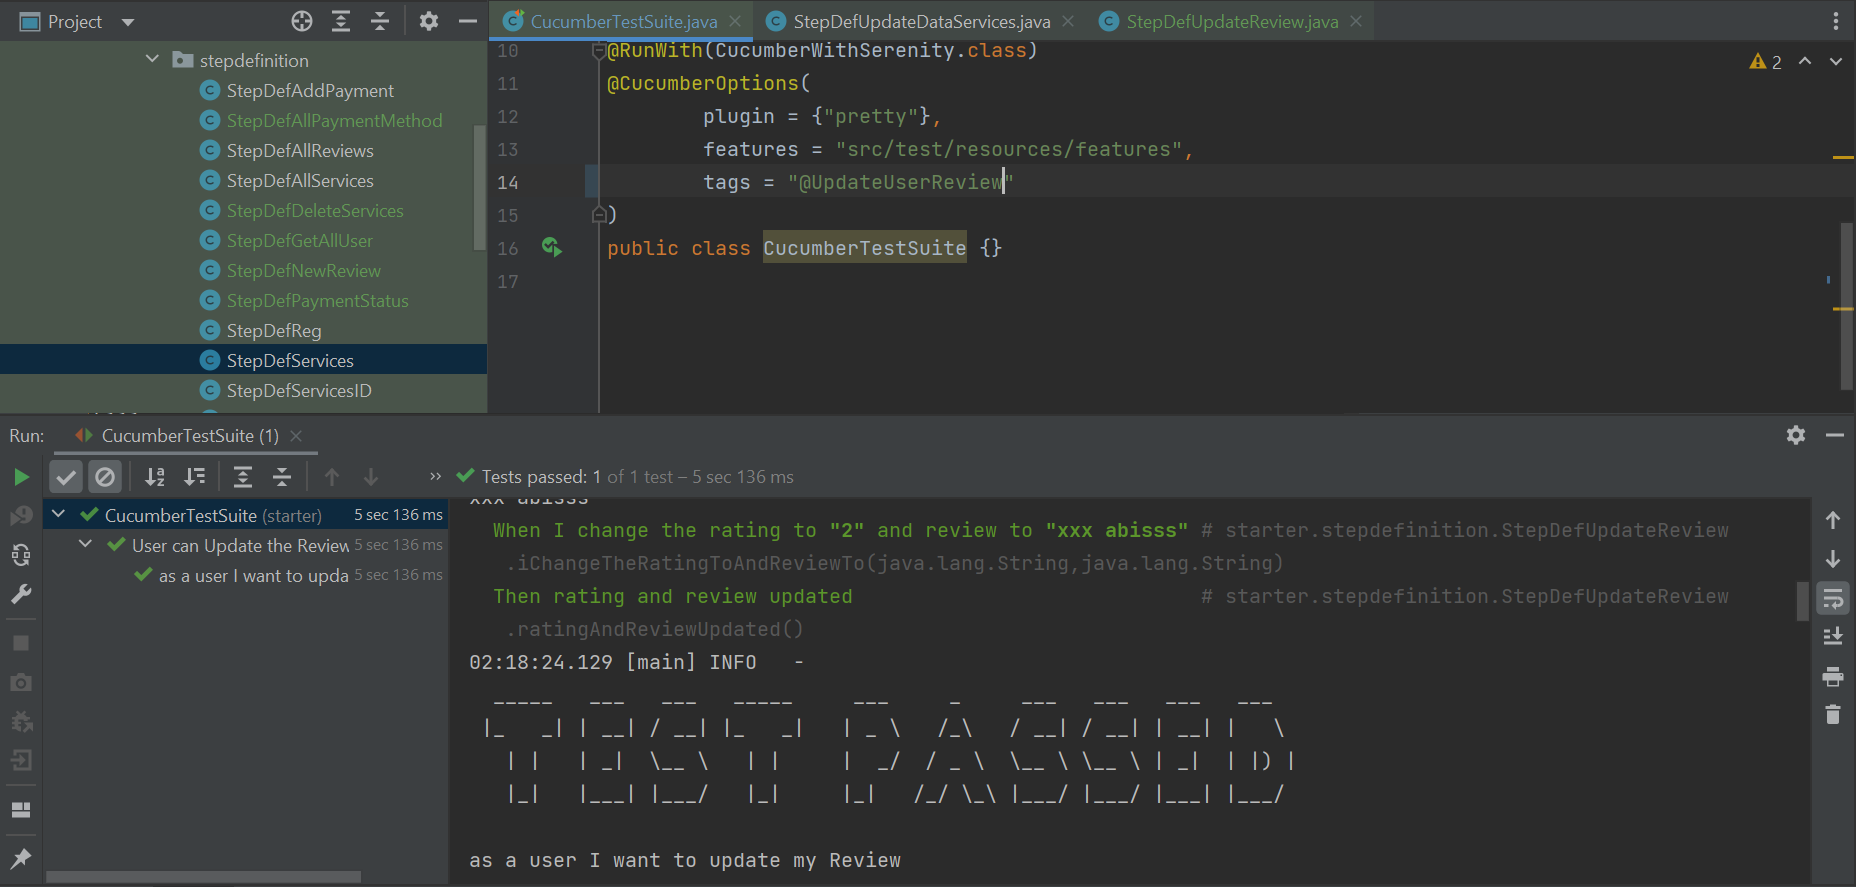 Project
CucumberTestSuite.java
StepDefUpdateDataServices.java
StepDefUpdateReview.java
stepdefinition
StepDefAddPayment
StepDefAllPaymentMethod
StepDefAllReviews
StepDefAllServices
StepDefDeleteServices
StepDefGetAllUser
StepDefNewReview
StepDefPaymentStatus
StepDefReg
StepDefServices
StepDefServicesID
10 @RunWith(CucumberWithSerenity.class)
11 @CucumberOptions(
12 plugin = {"pretty"},
13 features = "src/test/resources/features",
14 tags = "@UpdateUserReview"
15 )
16 public class CucumberTestSuite {}
17
2
Run: CucumberTestSuite (1)
Tests passed: 1 of 1 test – 5 sec 136 ms
CucumberTestSuite (starter) 5 sec 136 ms
User can Update the Review 5 sec 136 ms
as a user I want to upda 5 sec 136 ms
xxx abisss
When I change the rating to "2" and review to "xxx abisss" # starter.stepdefinition.StepDefUpdateReview
.iChangeTheRatingToAndReviewTo(java.lang.String,java.lang.String)
Then rating and review updated # starter.stepdefinition.StepDefUpdateReview
.ratingAndReviewUpdated()
02:18:24.129 [main] INFO -
TEST PASSED
as a user I want to update my Review